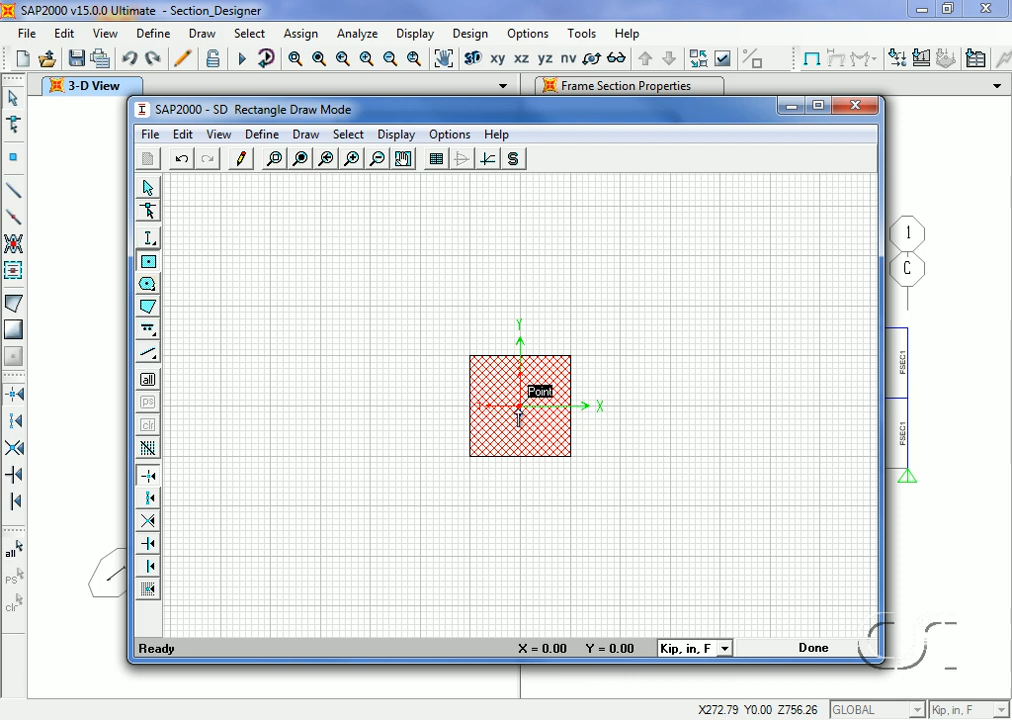 SAP2000 v15.0.0 Ultimate - Section_Designer
File Edit View Define Draw Select Assign Analyze Display Design Options Tools Help
3D xy xz yz nv
3-D View
Frame Section Properties
SAP2000 - SD Rectangle Draw Mode
File Edit View Define Draw Select Display Options Help
S
all
ps
clr
Y
Point
X
1
C
FSEC1
FSEC1
all
PS
clr
Ready X = 0.00 Y = 0.00 Kip, in, F Done
CSI
X272.79 Y0.00 Z756.26 GLOBAL Kip, in, F